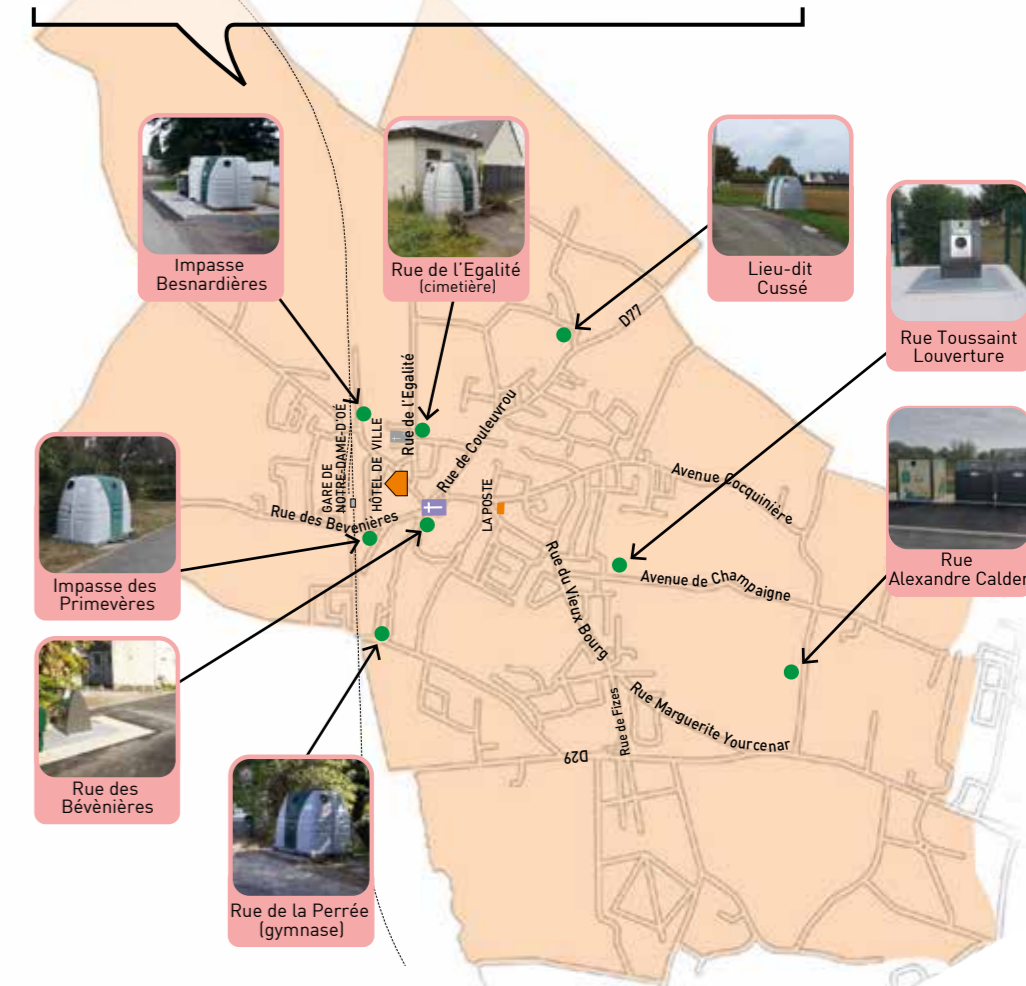 Impasse
Besnardières
Rue de l'Egalité
(cimetière)
Lieu-dit
Cussé
Rue Toussaint
Louverture
D77
Rue de l'Egalité
GARE DE
NOTRE-DAME-D'OÉ
HÔTEL DE VILLE
Rue de Couleuvrou
LA POSTE
Avenue Cocquinière
Rue des Bevenières
Impasse des
Primevères
Rue du Vieux Bourg
Avenue de Champaigne
Rue
Alexandre Calder
Rue des
Bévènières
Rue de Fizes
Rue Marguerite Yourcenar
D29
Rue de la Perrée
(gymnase)